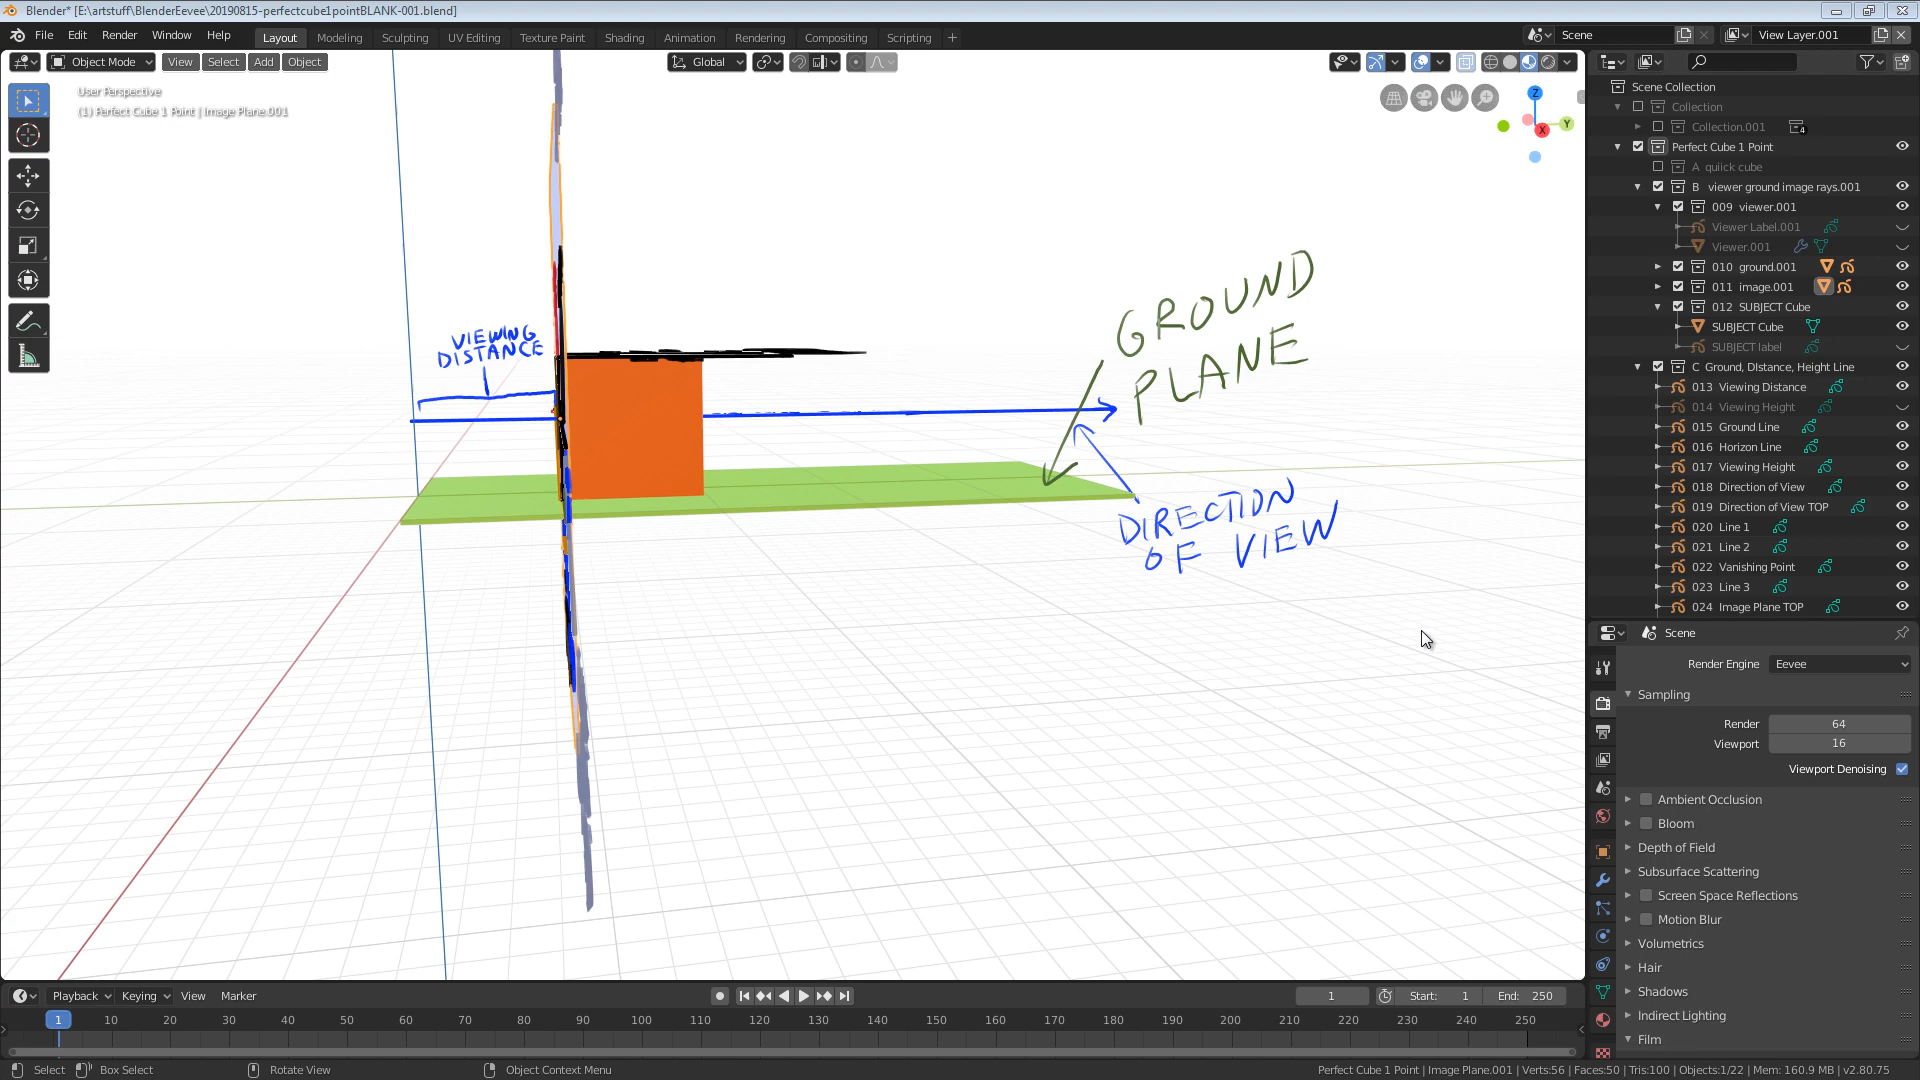 Blender* [E:\artstuff\BlenderEevee\20190815-perfectcube1pointBLANK-001.blend]
File Edit Render Window Help Layout Modeling Sculpting UV Editing Texture Paint Shading Animation Rendering Compositing Scripting + Scene View Layer.001
Object Mode View Select Add Object Global
User Perspective
(1) Perfect Cube 1 Point | Image Plane.001
Z
Y
X
VIEWING
DISTANCE
GROUND
PLANE
DIRECTION
OF VIEW
Scene Collection
Collection
Collection.001 4
Perfect Cube 1 Point
A quiick cube
B viewer ground image rays.001
009 viewer.001
Viewer Label.001
Viewer.001
010 ground.001
011 image.001
012 SUBJECT Cube
SUBJECT Cube
SUBJECT label
C Ground, DIstance, Height Line
013 Viewing Distance
014 Viewing Height
015 Ground Line
016 Horizon Line
017 Viewing Height
018 Direction of View
019 Direction of View TOP
020 Line 1
021 Line 2
022 Vanishing Point
023 Line 3
024 Image Plane TOP
Scene
Render Engine Eevee
Sampling
Render 64
Viewport 16
Viewport Denoising
Ambient Occlusion
Bloom
Depth of Field
Subsurface Scattering
Screen Space Reflections
Motion Blur
Volumetrics
Hair
Shadows
Indirect Lighting
Film
Playback Keying View Marker 1 Start: 1 End: 250
1 10 20 30 40 50 60 70 80 90 100 110 120 130 140 150 160 170 180 190 200 210 220 230 240 250
Select Box Select Rotate View Object Context Menu Perfect Cube 1 Point | Image Plane.001 | Verts:56 | Faces:50 | Tris:100 | Objects:1/22 | Mem: 160.9 MB | v2.80.75